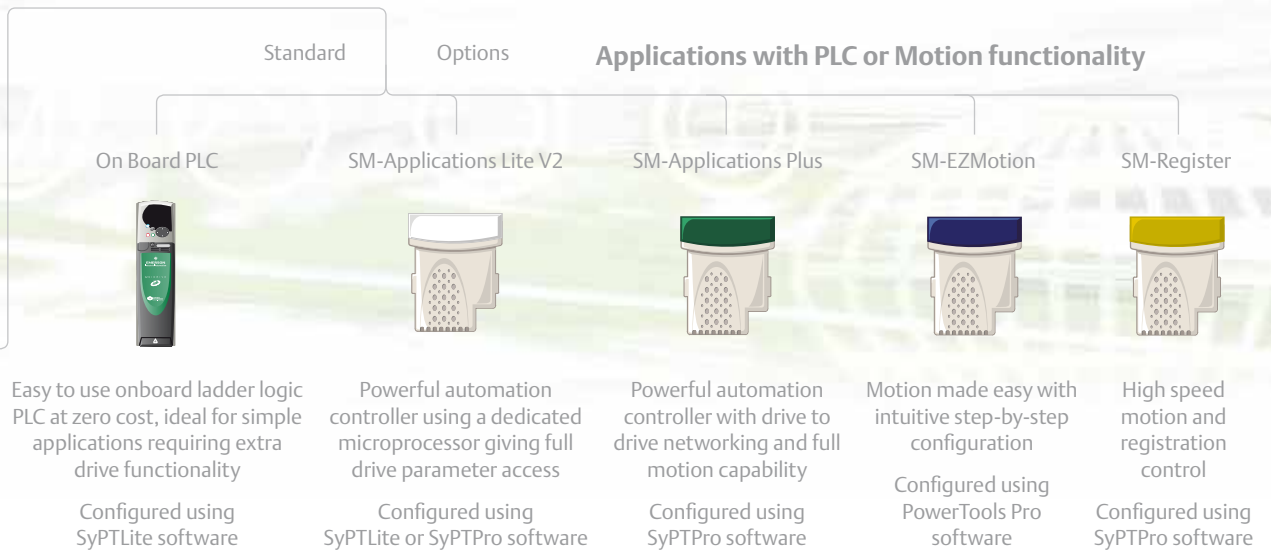 Standard
Options
Applications with PLC or Motion functionality
On Board PLC
SM-Applications Lite V2
SM-Applications Plus
SM-EZMotion
SM-Register
Easy to use onboard ladder logic
PLC at zero cost, ideal for simple
applications requiring extra
drive functionality
Configured using
SyPTLite software
Powerful automation
controller using a dedicated
microprocessor giving full
drive parameter access
Configured using
SyPTLite or SyPTPro software
Powerful automation
controller with drive to
drive networking and full
motion capability
Configured using
SyPTPro software
Motion made easy with
intuitive step-by-step
configuration
Configured using
PowerTools Pro
software
High speed
motion and
registration
control
Configured using
SyPTPro software